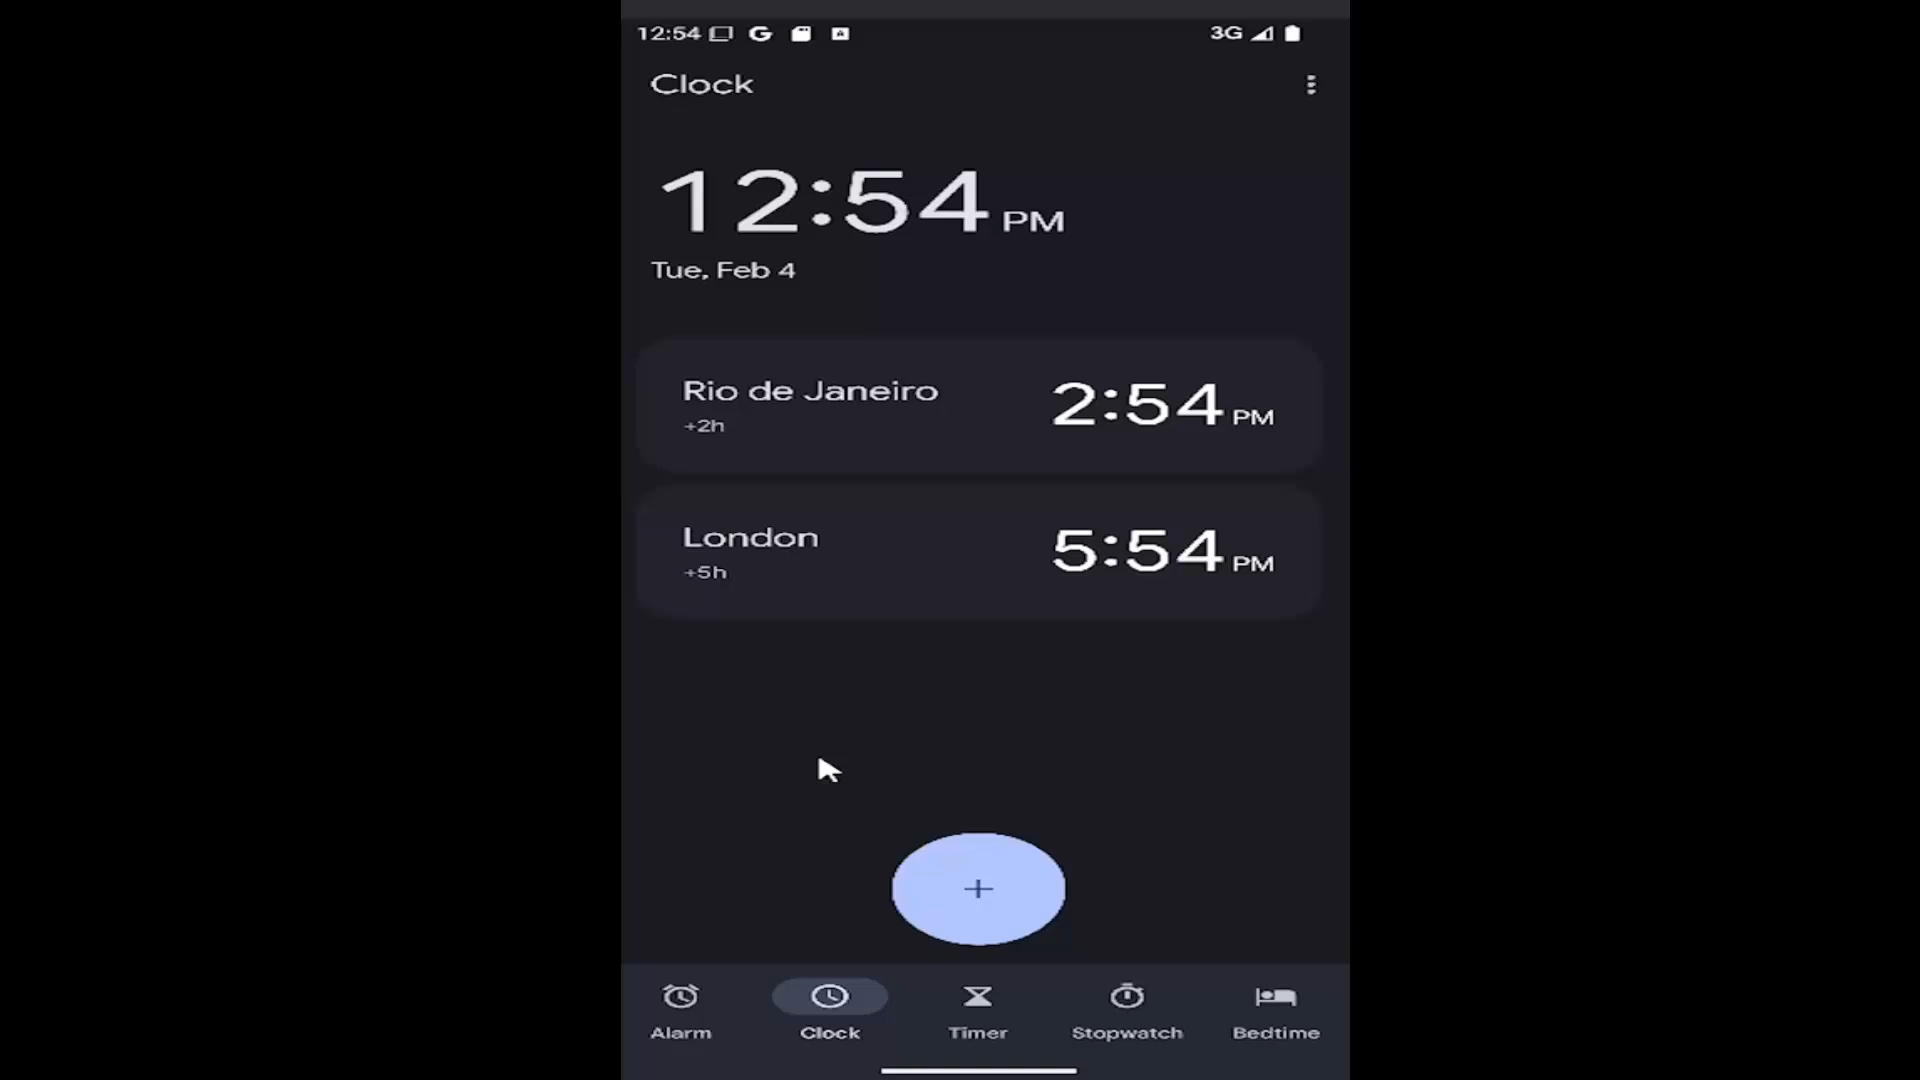 12:54 G A 3G
Clock
12:54 PM
Tue, Feb 4
Rio de Janeiro 2:54 PM
+2h
London 5:54 PM
+5h
+
Alarm Clock Timer Stopwatch Bedtime